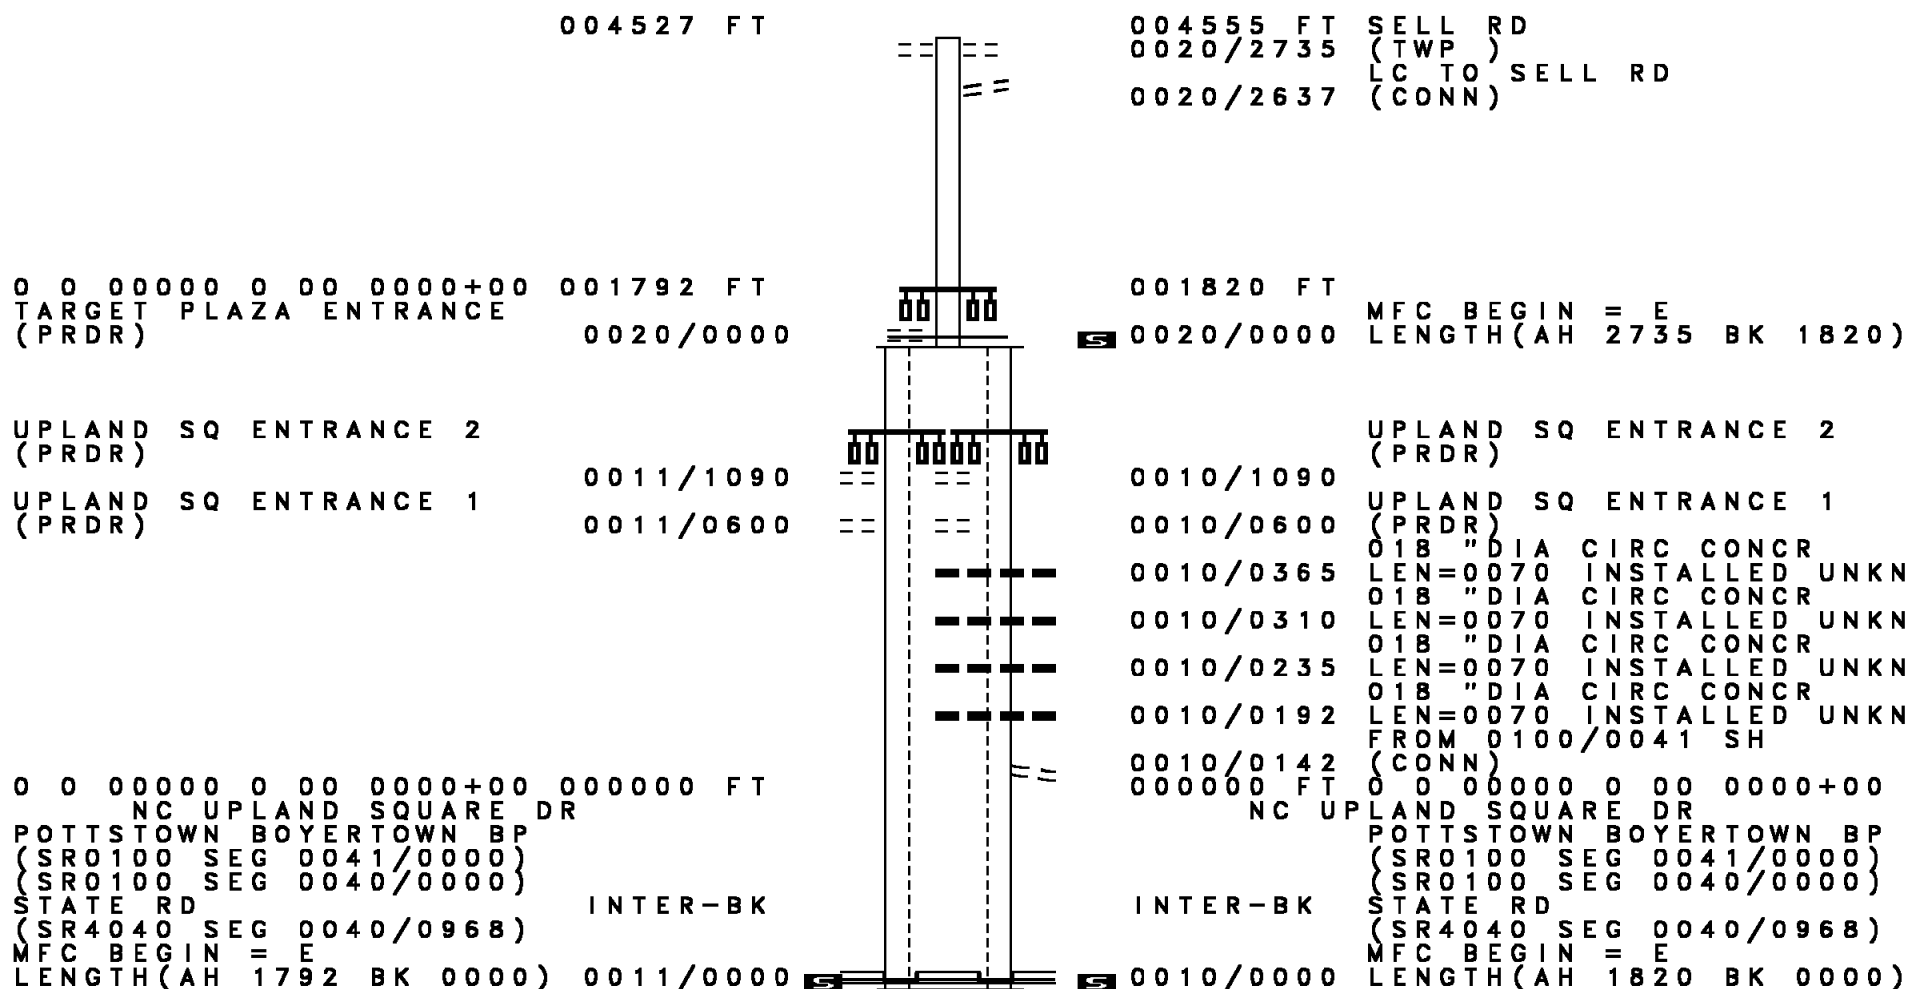 004527 FT 004555 FT SELL RD
0020/2735 (TWP )
LC TO SELL RD
0020/2637 (CONN)
0 0 00000 0 00 0000+00 001792 FT 001820 FT
TARGET PLAZA ENTRANCE MFC BEGIN = E
(PRDR) 0020/0000 S 0020/0000 LENGTH(AH 2735 BK 1820)
UPLAND SQ ENTRANCE 2 UPLAND SQ ENTRANCE 2
(PRDR) (PRDR)
0011/1090 0010/1090
UPLAND SQ ENTRANCE 1 UPLAND SQ ENTRANCE 1
(PRDR) 0011/0600 0010/0600 (PRDR)
018 "DIA CIRC CONCR
0010/0365 LEN=0070 INSTALLED UNKN
018 "DIA CIRC CONCR
0010/0310 LEN=0070 INSTALLED UNKN
018 "DIA CIRC CONCR
0010/0235 LEN=0070 INSTALLED UNKN
018 "DIA CIRC CONCR
0010/0192 LEN=0070 INSTALLED UNKN
FROM 0100/0041 SH
0010/0142 (CONN)
0 0 00000 0 00 0000+00 000000 FT 000000 FT 0 0 00000 0 00 0000+00
NC UPLAND SQUARE DR NC UPLAND SQUARE DR
POTTSTOWN BOYERTOWN BP POTTSTOWN BOYERTOWN BP
(SR0100 SEG 0041/0000) (SR0100 SEG 0041/0000)
(SR0100 SEG 0040/0000) (SR0100 SEG 0040/0000)
STATE RD INTER-BK INTER-BK STATE RD
(SR4040 SEG 0040/0968) (SR4040 SEG 0040/0968)
MFC BEGIN = E MFC BEGIN = E
LENGTH(AH 1792 BK 0000) 0011/0000 S S 0010/0000 LENGTH(AH 1820 BK 0000)